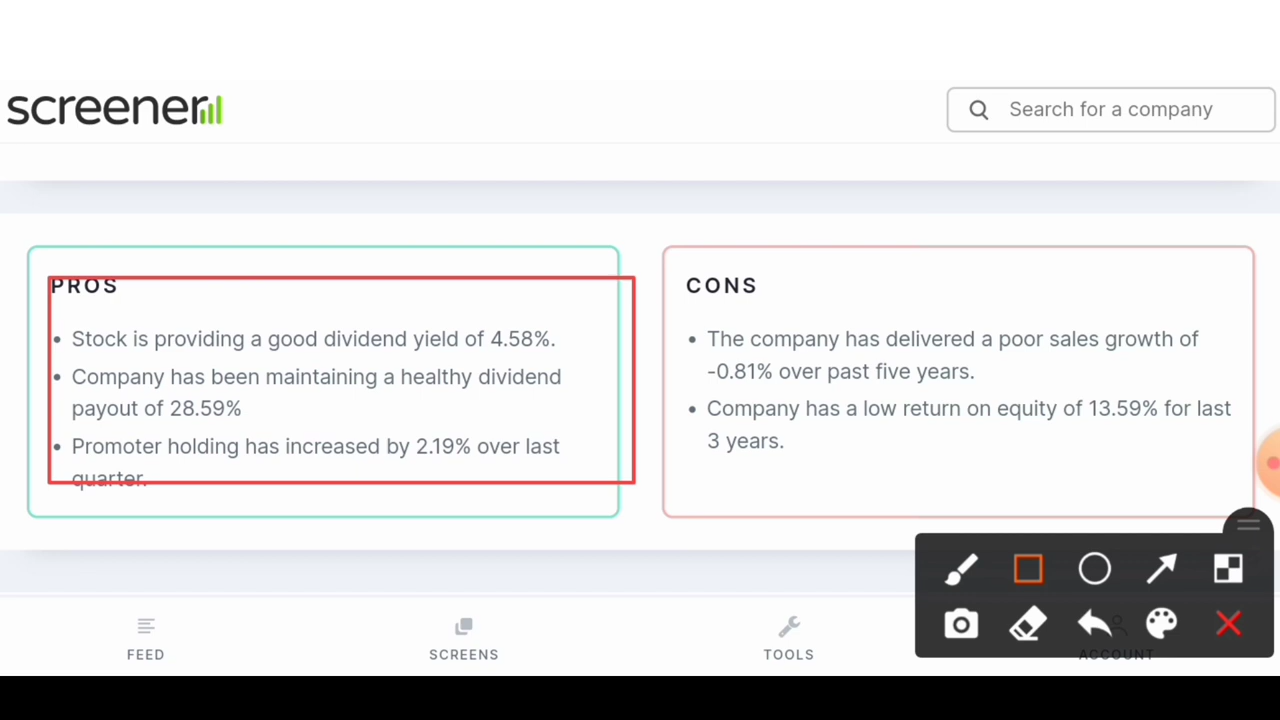 screener
Search for a company
PROS
Stock is providing a good dividend yield of 4.58%.
Company has been maintaining a healthy dividend
payout of 28.59%
Promoter holding has increased by 2.19% over last
quarter.
CONS
The company has delivered a poor sales growth of
-0.81% over past five years.
Company has a low return on equity of 13.59% for last
3 years.
FEED
SCREENS
TOOLS
ACCOUNT